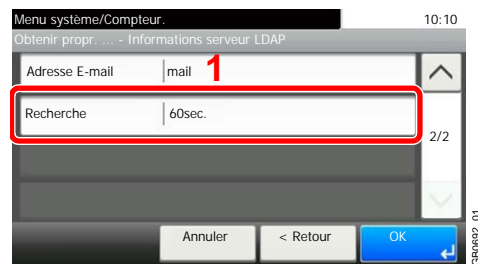 Menu système/Compteur.
10:10
Obtenir propr. ... - Informations serveur LDAP
Adresse E-mail
mail
1
Recherche
60sec.
2/2
Annuler
< Retour
OK
GB0692_01